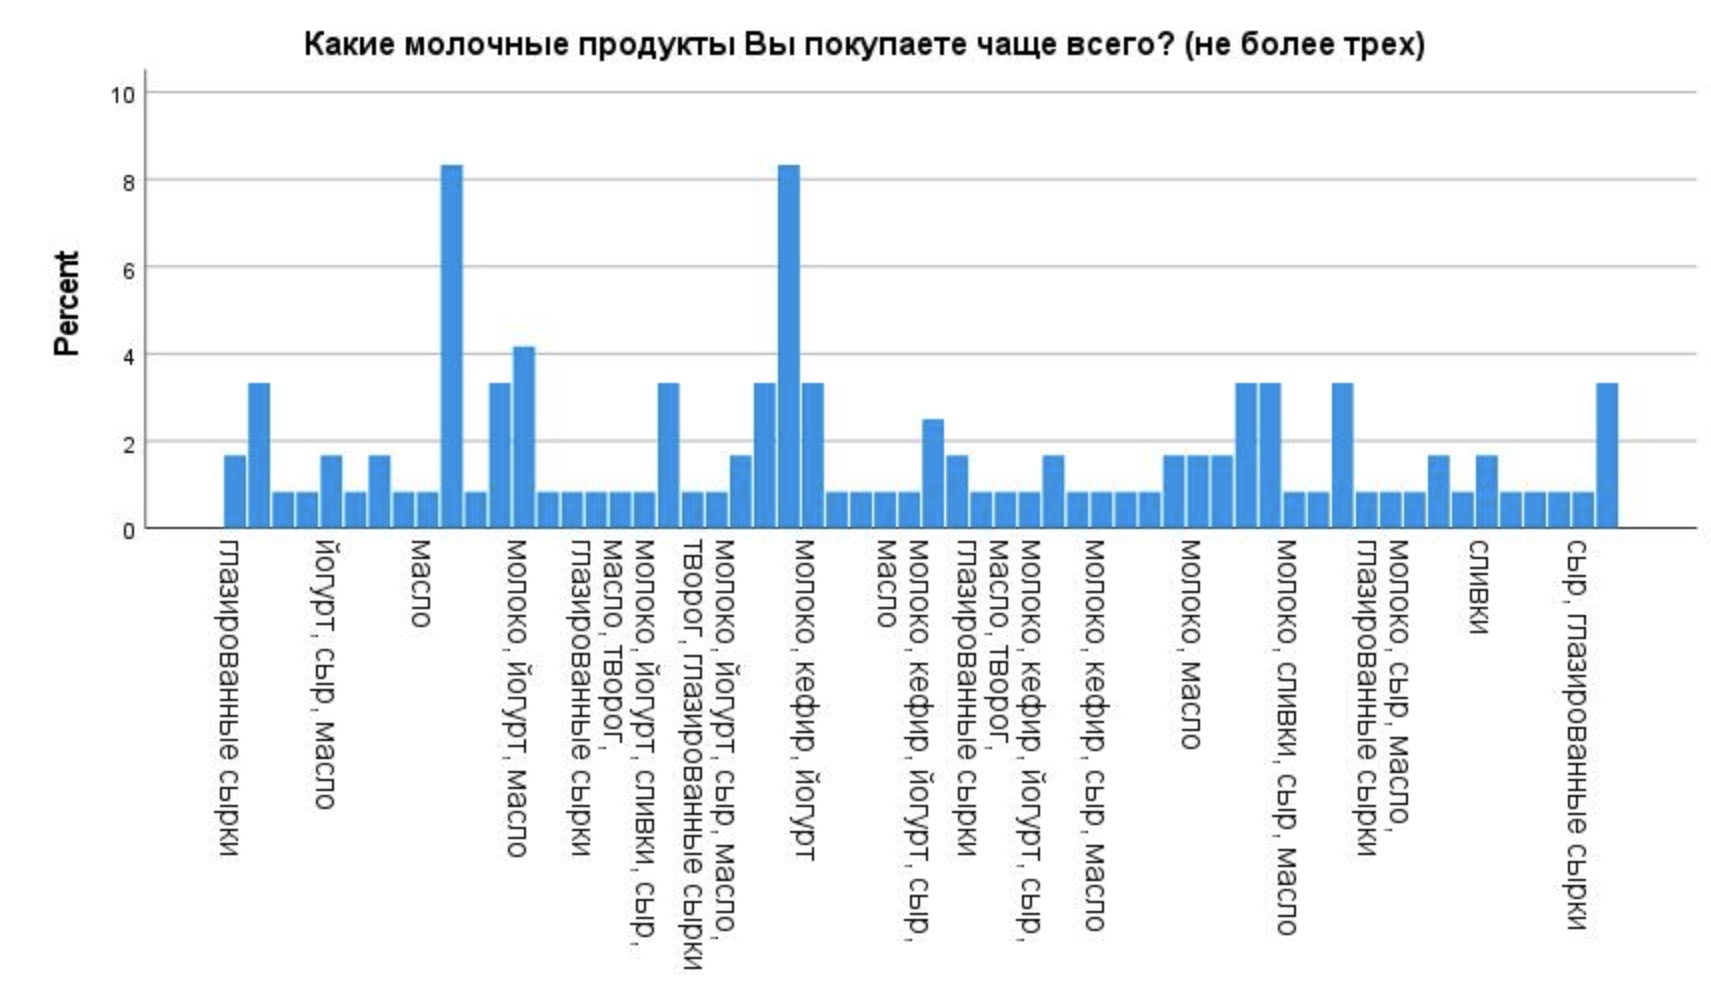 Какие молочные продукты Вы покупаете чаще всего? (не более трех)
Percent
10
8
6
4
2
0
глазированные сырки
йогурт, сыр, масло
масло
молоко, йогурт, масло
молоко, йогурт, сливки, сыр,
масло, творог,
глазированные сырки
молоко, йогурт, сыр, масло,
творог, глазированные сырки
молоко, кефир, йогурт
молоко, кефир, йогурт, сыр,
масло
молоко, кефир, йогурт, сыр,
масло, творог,
глазированные сырки
молоко, кефир, сыр, масло
молоко, масло
молоко, сливки, сыр, масло
молоко, сыр, масло,
глазированные сырки
сливки
сыр, глазированные сырки